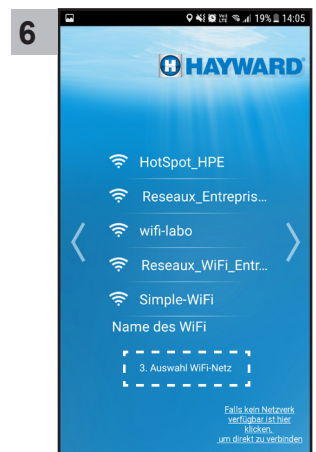 6
19% 14:05
HAYWARD
HotSpot_HPE
Reseaux_Entrepris...
wifi-labo
Reseaux_WiFi_Entr...
Simple-WiFi
Name des WiFi
3. Auswahl WiFi-Netz
Falls kein Netzwerk
verfügbar ist hier
klicken,
um direkt zu verbinden